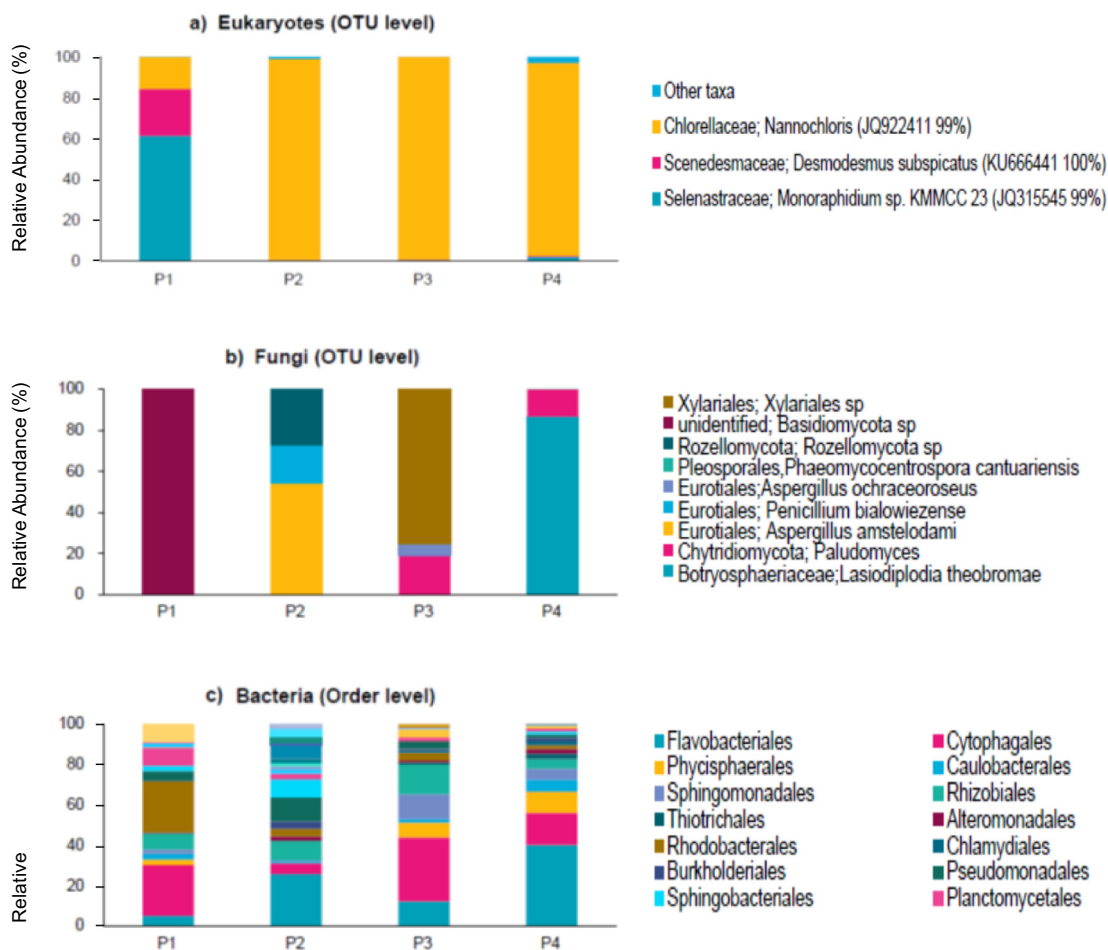 a) Eukaryotes (OTU level)
Relative Abundance (%)
100
80
60
40
20
0
P1 P2 P3 P4
Other taxa
Chlorellaceae; Nannochloris (JQ922411 99%)
Scenedesmaceae; Desmodesmus subspicatus (KU666441 100%)
Selenastraceae; Monoraphidium sp. KMMCC 23 (JQ315545 99%)
b) Fungi (OTU level)
Relative Abundance (%)
100
80
60
40
20
0
P1 P2 P3 P4
Xylariales; Xylariales sp
unidentified; Basidiomycota sp
Rozellomycota; Rozellomycota sp
Pleosporales,Phaeomycocentrospora cantuariensis
Eurotiales;Aspergillus ochraceoroseus
Eurotiales; Penicillium bialowiezense
Eurotiales; Aspergillus amstelodami
Chytridiomycota; Paludomyces
Botryosphaeriaceae;Lasiodiplodia theobromae
c) Bacteria (Order level)
Relative
100
80
60
40
20
0
P1 P2 P3 P4
Flavobacteriales Cytophagales
Phycisphaerales Caulobacterales
Sphingomonadales Rhizobiales
Thiotrichales Alteromonadales
Rhodobacterales Chlamydiales
Burkholderiales Pseudomonadales
Sphingobacteriales Planctomycetales